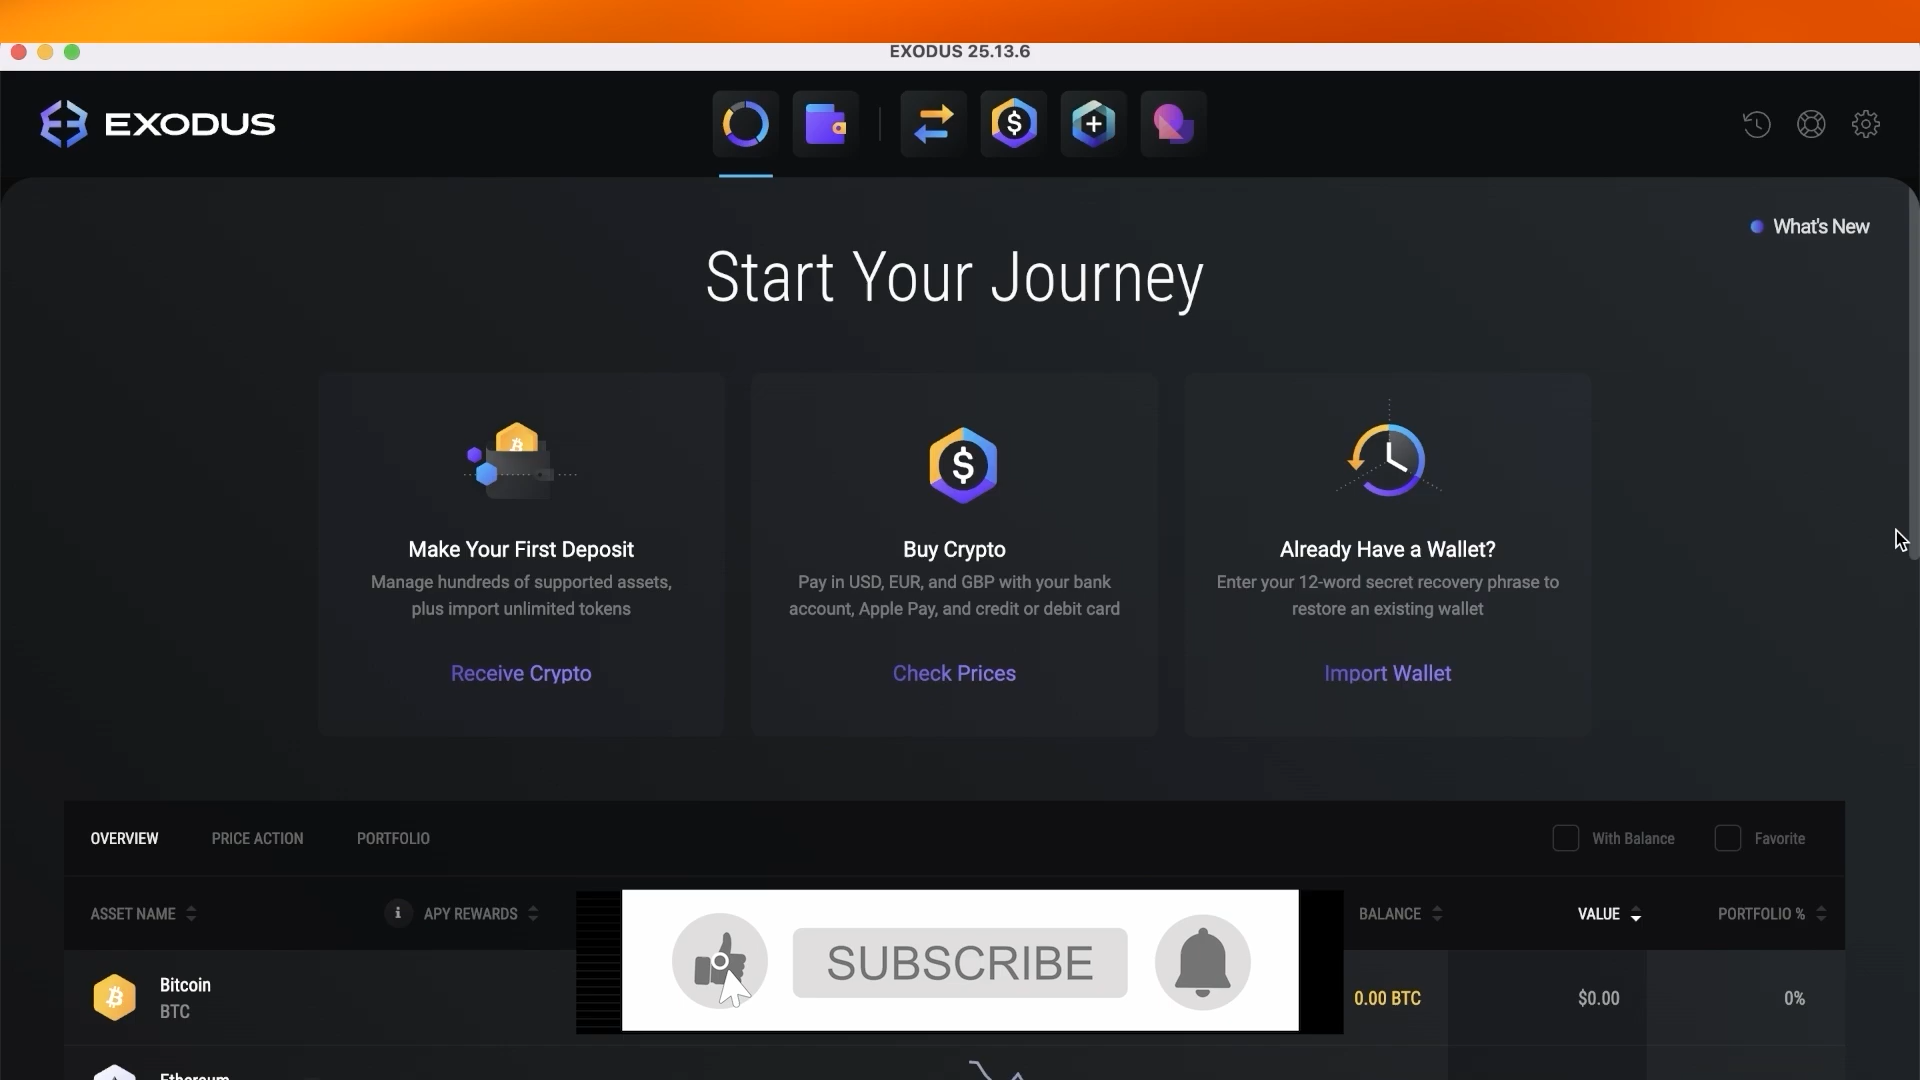 EXODUS 25.13.6
EXODUS
What's New
Start Your Journey
Make Your First Deposit
Manage hundreds of supported assets,
plus import unlimited tokens
Receive Crypto
Buy Crypto
Pay in USD, EUR, and GBP with your bank
account, Apple Pay, and credit or debit card
Check Prices
Already Have a Wallet?
Enter your 12-word secret recovery phrase to
restore an existing wallet
Import Wallet
OVERVIEW PRICE ACTION PORTFOLIO With Balance Favorite
ASSET NAME APY REWARDS BALANCE VALUE PORTFOLIO %
SUBSCRIBE
Bitcoin
BTC
0.00 BTC $0.00 0%
Ethereum